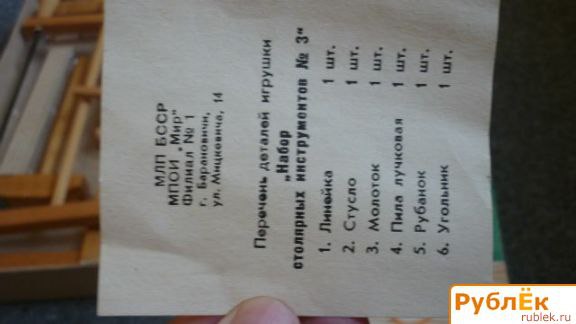 МЛП БССР
МПОИ „Мир"
Филиал № 1
г. Барановичи,
ул. Мицкевича, 14
Перечень деталей игрушки
„Набор
столярных инструментов № 3"
1. Линейка 1 шт.
2. Стусло 1 шт.
3. Молоток 1 шт.
4. Пила лучковая 1 шт.
5. Рубанок 1 шт.
6. Угольник 1 шт.
РублЁк
rublek.ru